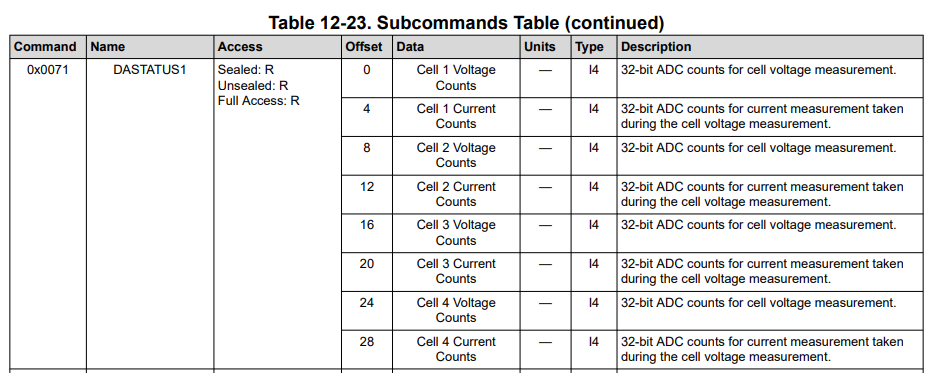 Table 12-23. Subcommands Table (continued)
Command Name Access Offset Data Units Type Description
0x0071 DASTATUS1 Sealed: R 0 Cell 1 Voltage — I4 32-bit ADC counts for cell voltage measurement.
Unsealed: R Counts
Full Access: R
4 Cell 1 Current — I4 32-bit ADC counts for current measurement taken
Counts during the cell voltage measurement.
8 Cell 2 Voltage — I4 32-bit ADC counts for cell voltage measurement.
Counts
12 Cell 2 Current — I4 32-bit ADC counts for current measurement taken
Counts during the cell voltage measurement.
16 Cell 3 Voltage — I4 32-bit ADC counts for cell voltage measurement.
Counts
20 Cell 3 Current — I4 32-bit ADC counts for current measurement taken
Counts during the cell voltage measurement.
24 Cell 4 Voltage — I4 32-bit ADC counts for cell voltage measurement.
Counts
28 Cell 4 Current — I4 32-bit ADC counts for current measurement taken
Counts during the cell voltage measurement.